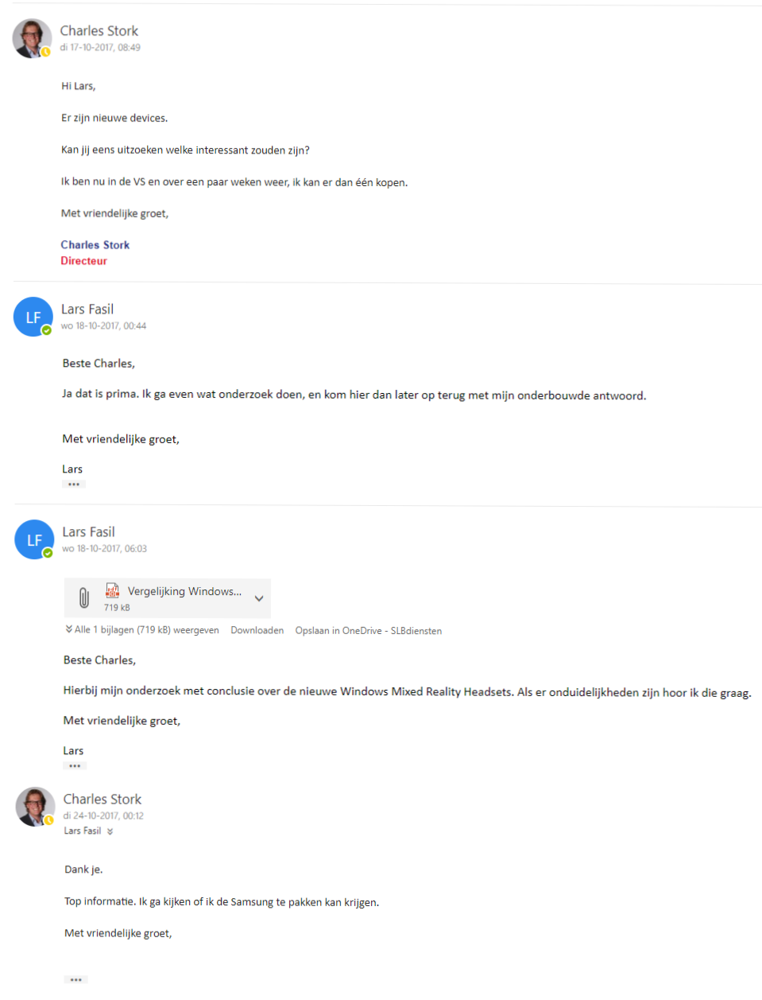 Charles Stork
di 17-10-2017, 08:49
Hi Lars,
Er zijn nieuwe devices.
Kan jij eens uitzoeken welke interessant zouden zijn?
Ik ben nu in de VS en over een paar weken weer, ik kan er dan één kopen.
Met vriendelijke groet,
Charles Stork
Directeur
LF
Lars Fasil
wo 18-10-2017, 00:44
Beste Charles,
Ja dat is prima. Ik ga even wat onderzoek doen, en kom hier dan later op terug met mijn onderbouwde antwoord.
Met vriendelijke groet,
Lars
•••
LF
Lars Fasil
wo 18-10-2017, 06:03
pdf
Vergelijking Windows...
719 kB
Alle 1 bijlagen (719 kB) weergeven Downloaden Opslaan in OneDrive - SLBdiensten
Beste Charles,
Hierbij mijn onderzoek met conclusie over de nieuwe Windows Mixed Reality Headsets. Als er onduidelijkheden zijn hoor ik die graag.
Met vriendelijke groet,
Lars
•••
Charles Stork
di 24-10-2017, 00:12
Lars Fasil
Dank je.
Top informatie. Ik ga kijken of ik de Samsung te pakken kan krijgen.
Met vriendelijke groet,
•••